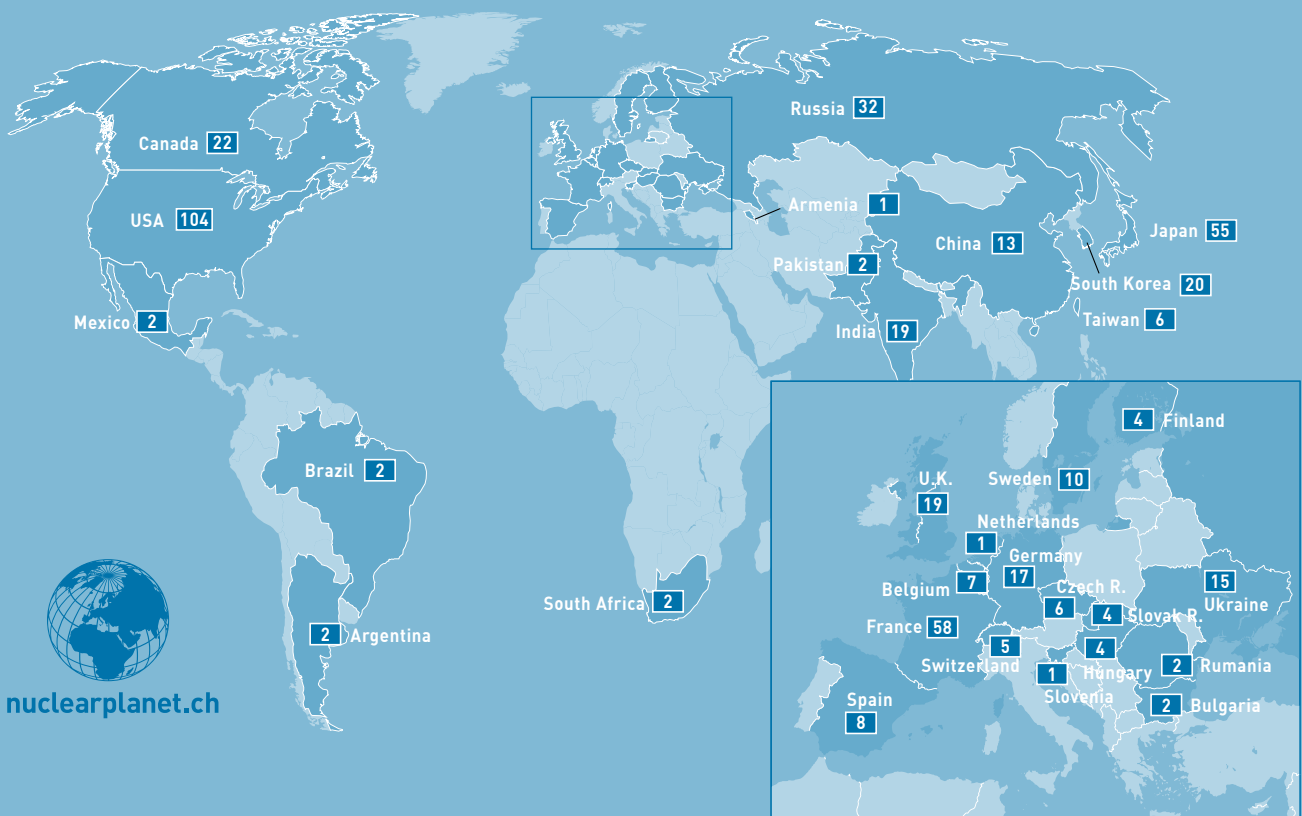 Canada 22
USA 104
Mexico 2
Brazil 2
2 Argentina
South Africa 2
Russia 32
Armenia 1
China 13
Japan 55
Pakistan 2
South Korea 20
Taiwan 6
India 19
4 Finland
U.K.
19
Sweden 10
Netherlands
1
Germany
17
Belgium 7
Czech R.
6
15
Ukraine
4 Slovak R.
France 58
5
Switzerland
4
Hungary
1
Slovenia
2 Rumania
Spain
8
2 Bulgaria
nuclearplanet.ch